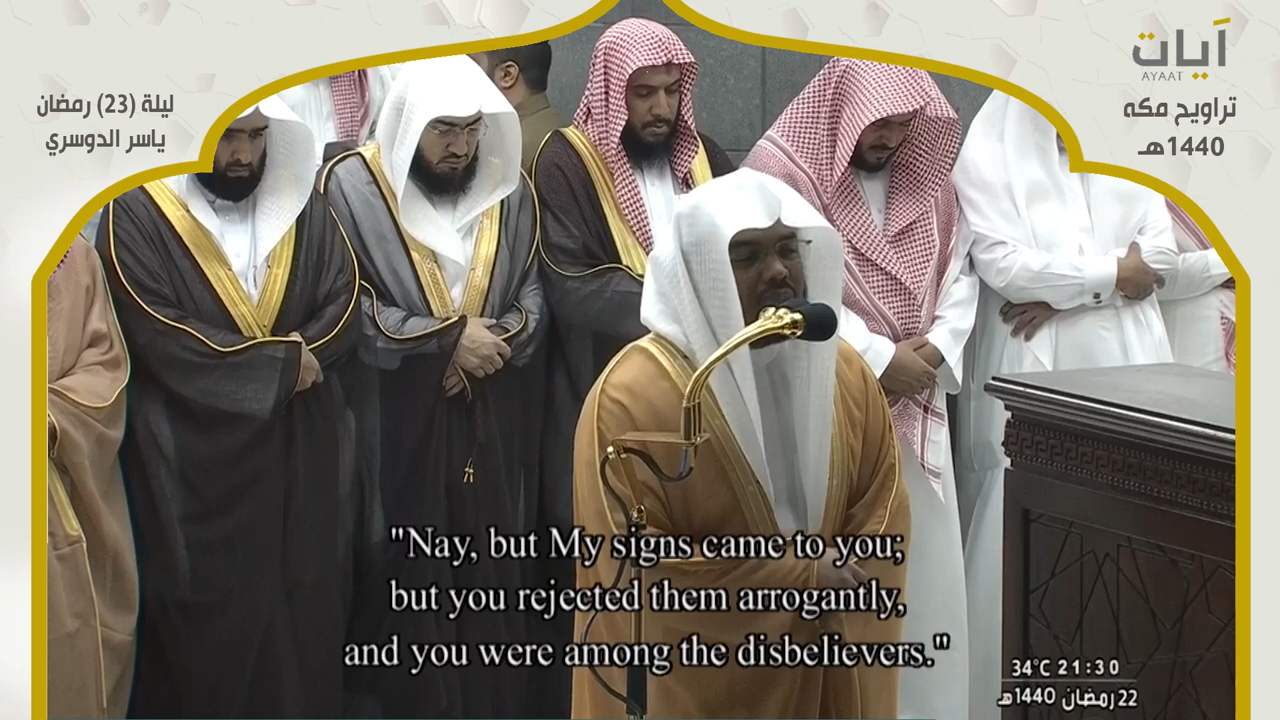 ليلة (23) رمضان
ياسر الدوسري
آيات
AYAAT
تراويح مكه
1440هـ
"Nay, but My signs came to you;
but you rejected them arrogantly,
and you were among the disbelievers."
34°C 21:30
22 رمضان 1440هـ